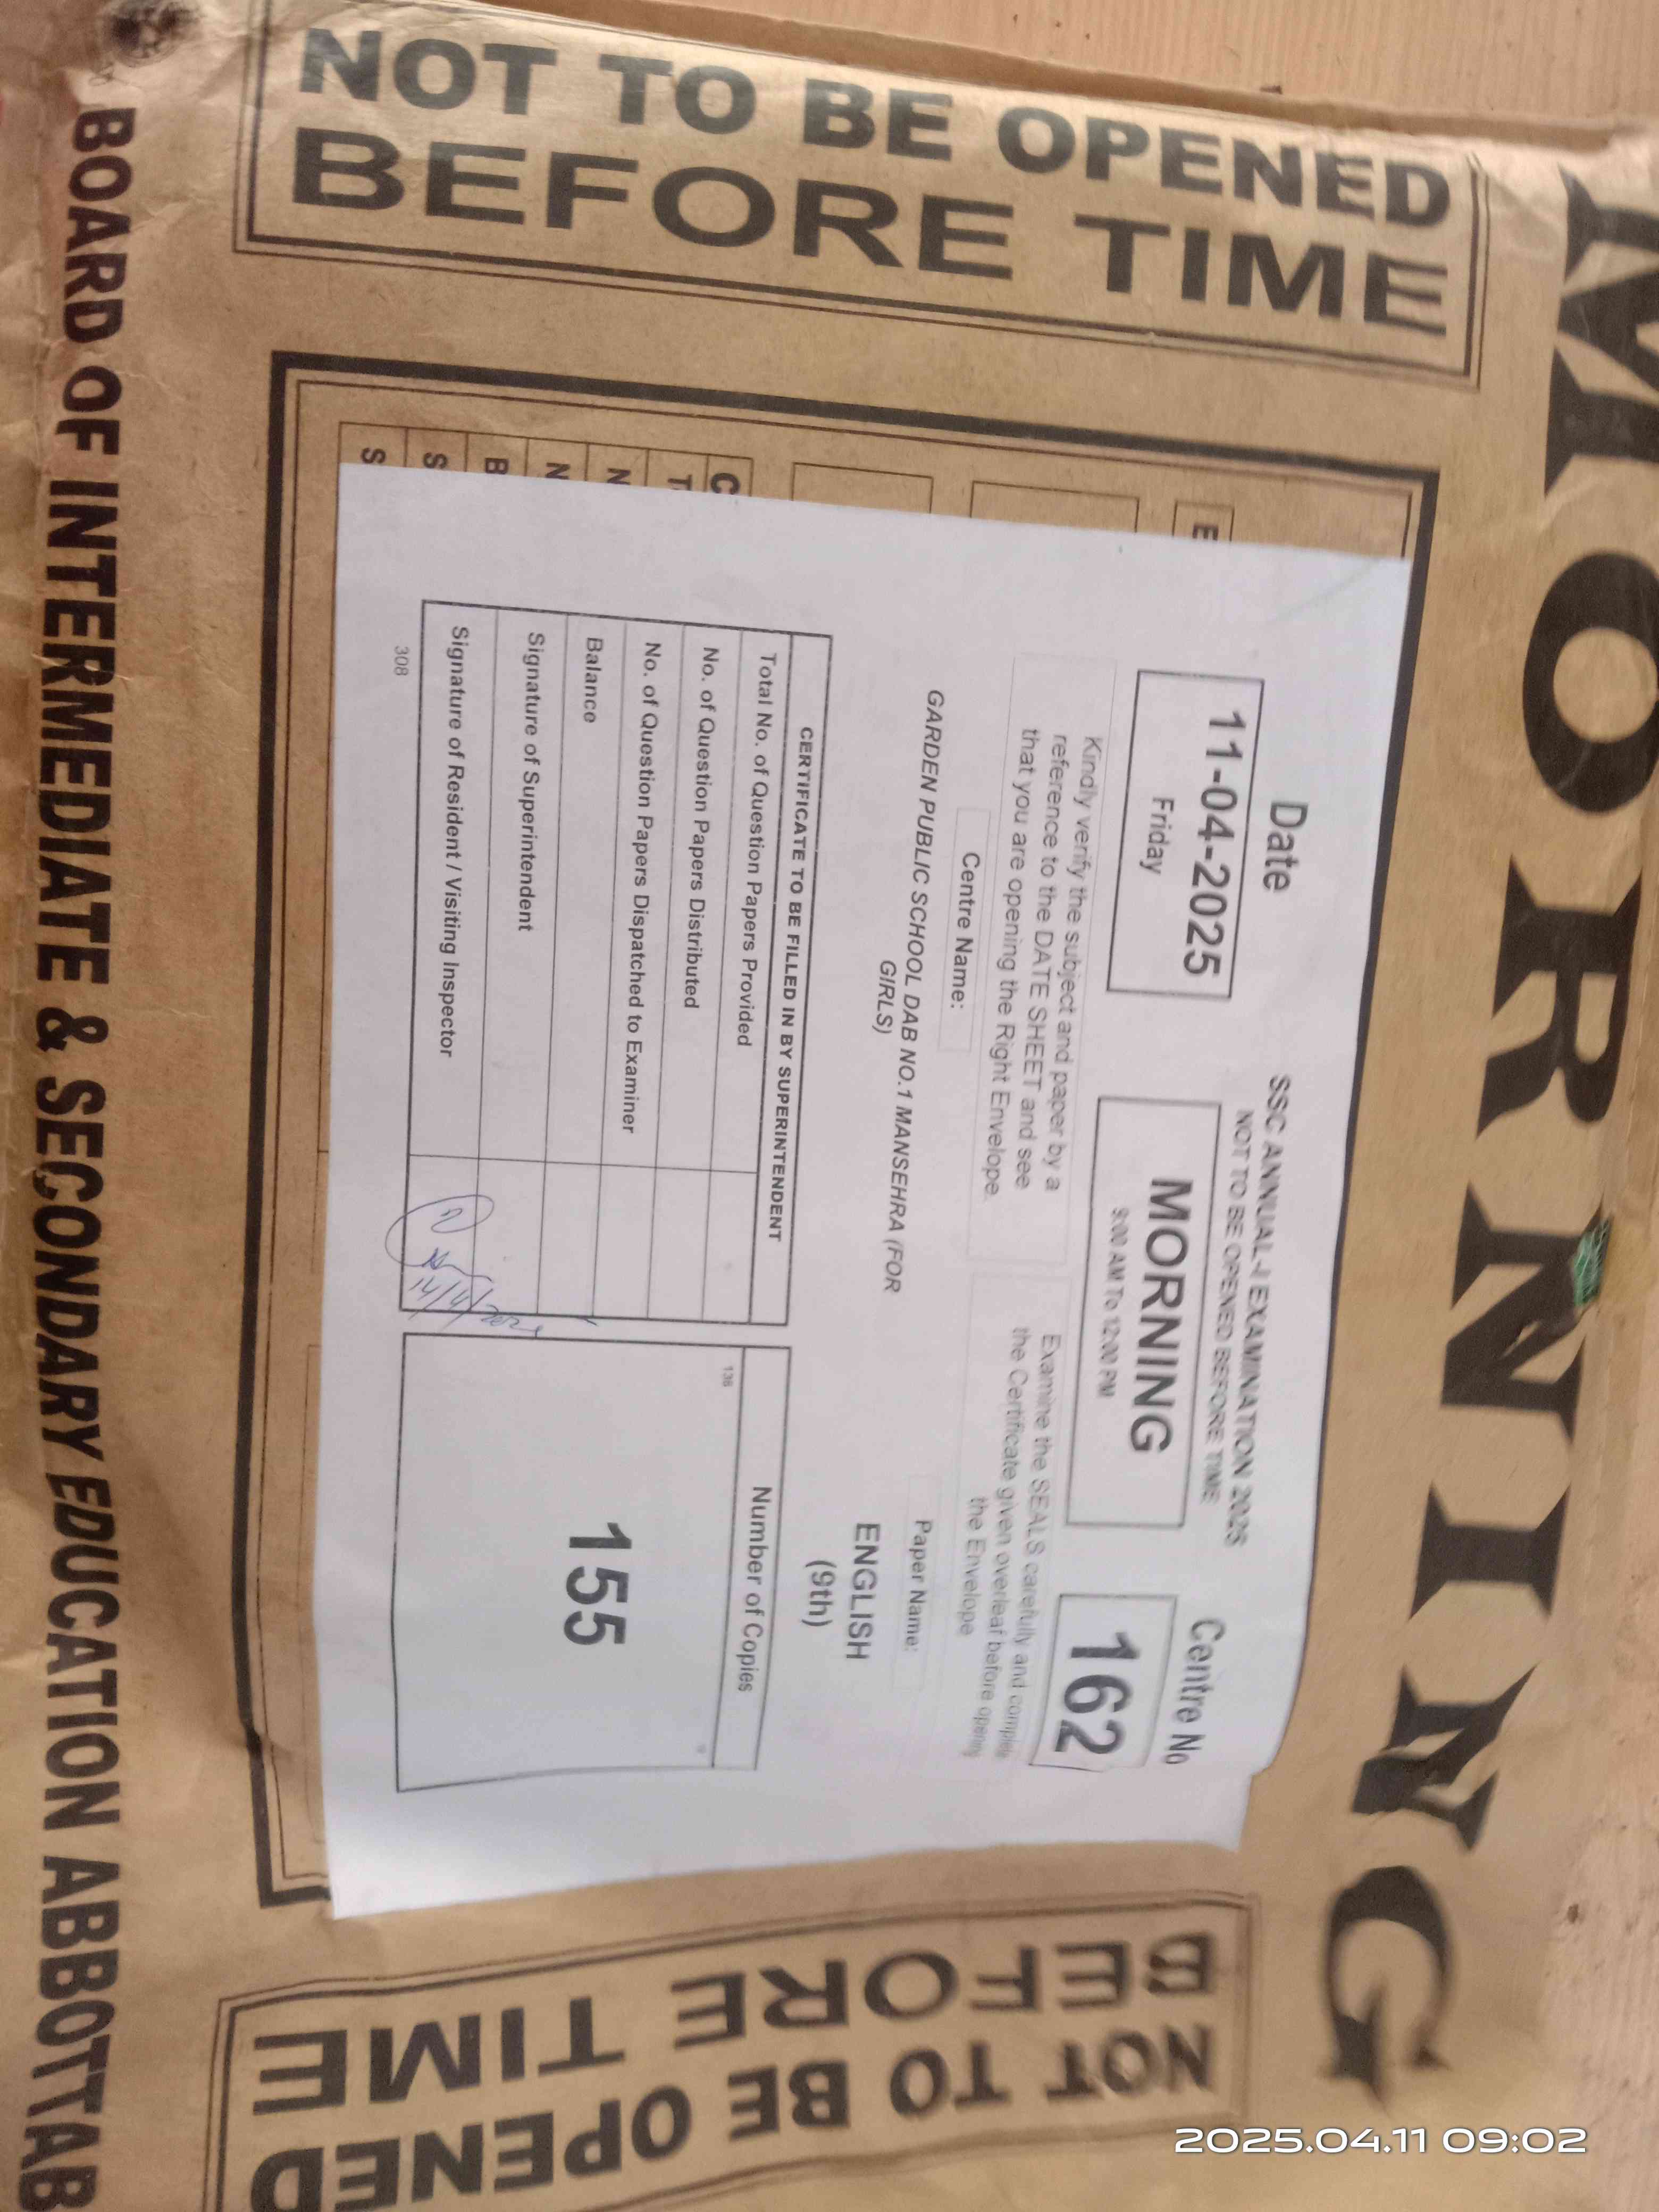 MORNING
NOT TO BE OPENED
BEFORE TIME
E
C
T
N
N
B
S
S
Date
11-04-2025
Friday
SSC ANNUAL-I EXAMINATION 2025
NOT TO BE OPENED BEFORE TIME
MORNING
9:00 AM To 12:00 PM
Centre No
162
Kindly verify the subject and paper by a
reference to the DATE SHEET and see
that you are opening the Right Envelope.
Examine the SEALS carefully and complete
the Certificate given overleaf before opening
the Envelope
Centre Name:
GARDEN PUBLIC SCHOOL DAB NO.1 MANSEHRA (FOR
GIRLS)
Paper Name:
ENGLISH
(9th)
CERTIFICATE TO BE FILLED IN BY SUPERINTENDENT
Total No. of Question Papers Provided
No. of Question Papers Distributed
No. of Question Papers Dispatched to Examiner
Balance
Signature of Superintendent
Signature of Resident / Visiting Inspector
308
Number of Copies
136
155
NOT TO BE OPENED
BEFORE TIME
BOARD OF INTERMEDIATE & SECONDARY EDUCATION ABBOTTAB
2025.04.11 09:02